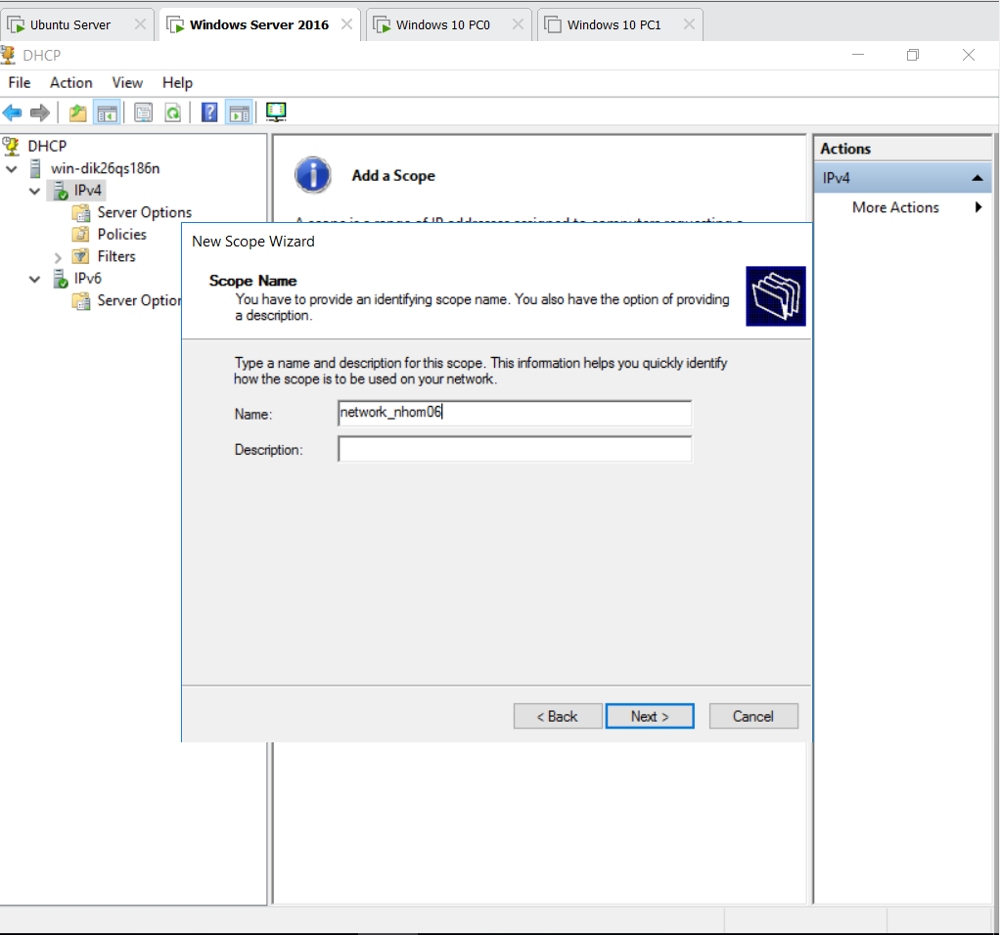 Ubuntu Server
Windows Server 2016
Windows 10 PC0
Windows 10 PC1
DHCP
File Action View Help
DHCP
win-dik26qs186n
IPv4
Server Options
Policies
Filters
IPv6
Server Option
Add a Scope
A scope is a range of IP addresses assigned to computers requesting a
New Scope Wizard
Scope Name
You have to provide an identifying scope name. You also have the option of providing
a description.
Type a name and description for this scope. This information helps you quickly identify
how the scope is to be used on your network.
Name: network_nhom06
Description:
< Back Next > Cancel
Actions
IPv4
More Actions